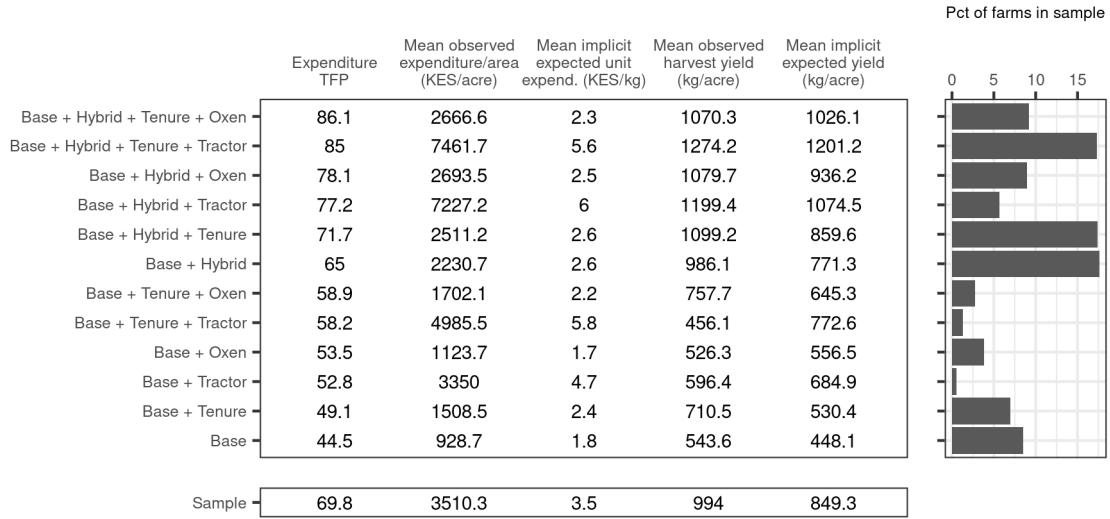 Pct of farms in sample
Expenditure TFP
Mean observed expenditure/area (KES/acre)
Mean implicit expected unit expend. (KES/kg)
Mean observed harvest yield (kg/acre)
Mean implicit expected yield (kg/acre)
0 5 10 15
Base + Hybrid + Tenure + Oxen 86.1 2666.6 2.3 1070.3 1026.1
Base + Hybrid + Tenure + Tractor 85 7461.7 5.6 1274.2 1201.2
Base + Hybrid + Oxen 78.1 2693.5 2.5 1079.7 936.2
Base + Hybrid + Tractor 77.2 7227.2 6 1199.4 1074.5
Base + Hybrid + Tenure 71.7 2511.2 2.6 1099.2 859.6
Base + Hybrid 65 2230.7 2.6 986.1 771.3
Base + Tenure + Oxen 58.9 1702.1 2.2 757.7 645.3
Base + Tenure + Tractor 58.2 4985.5 5.8 456.1 772.6
Base + Oxen 53.5 1123.7 1.7 526.3 556.5
Base + Tractor 52.8 3350 4.7 596.4 684.9
Base + Tenure 49.1 1508.5 2.4 710.5 530.4
Base 44.5 928.7 1.8 543.6 448.1
Sample 69.8 3510.3 3.5 994 849.3